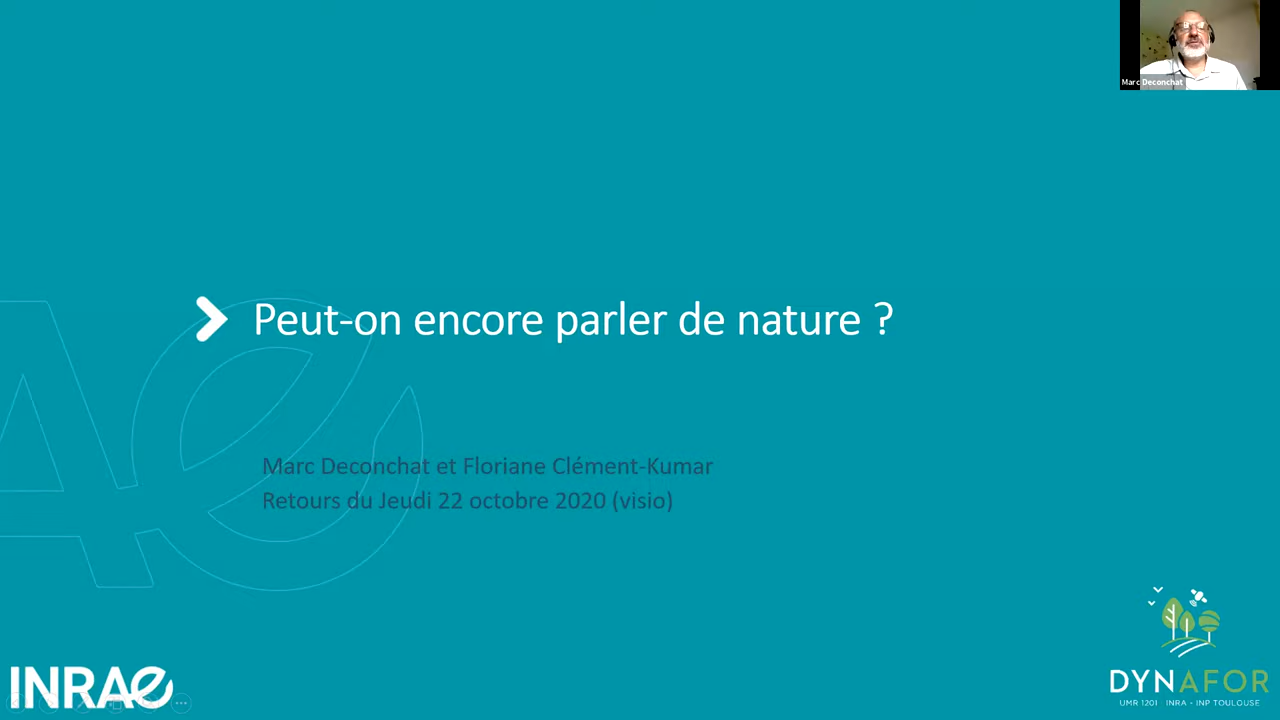 Marc Deconchat
Peut-on encore parler de nature ?
Marc Deconchat et Floriane Clément-Kumar
Retours du Jeudi 22 octobre 2020 (visio)
INRAE
DYNAFOR
UMR 1201 | INRA - INP TOULOUSE